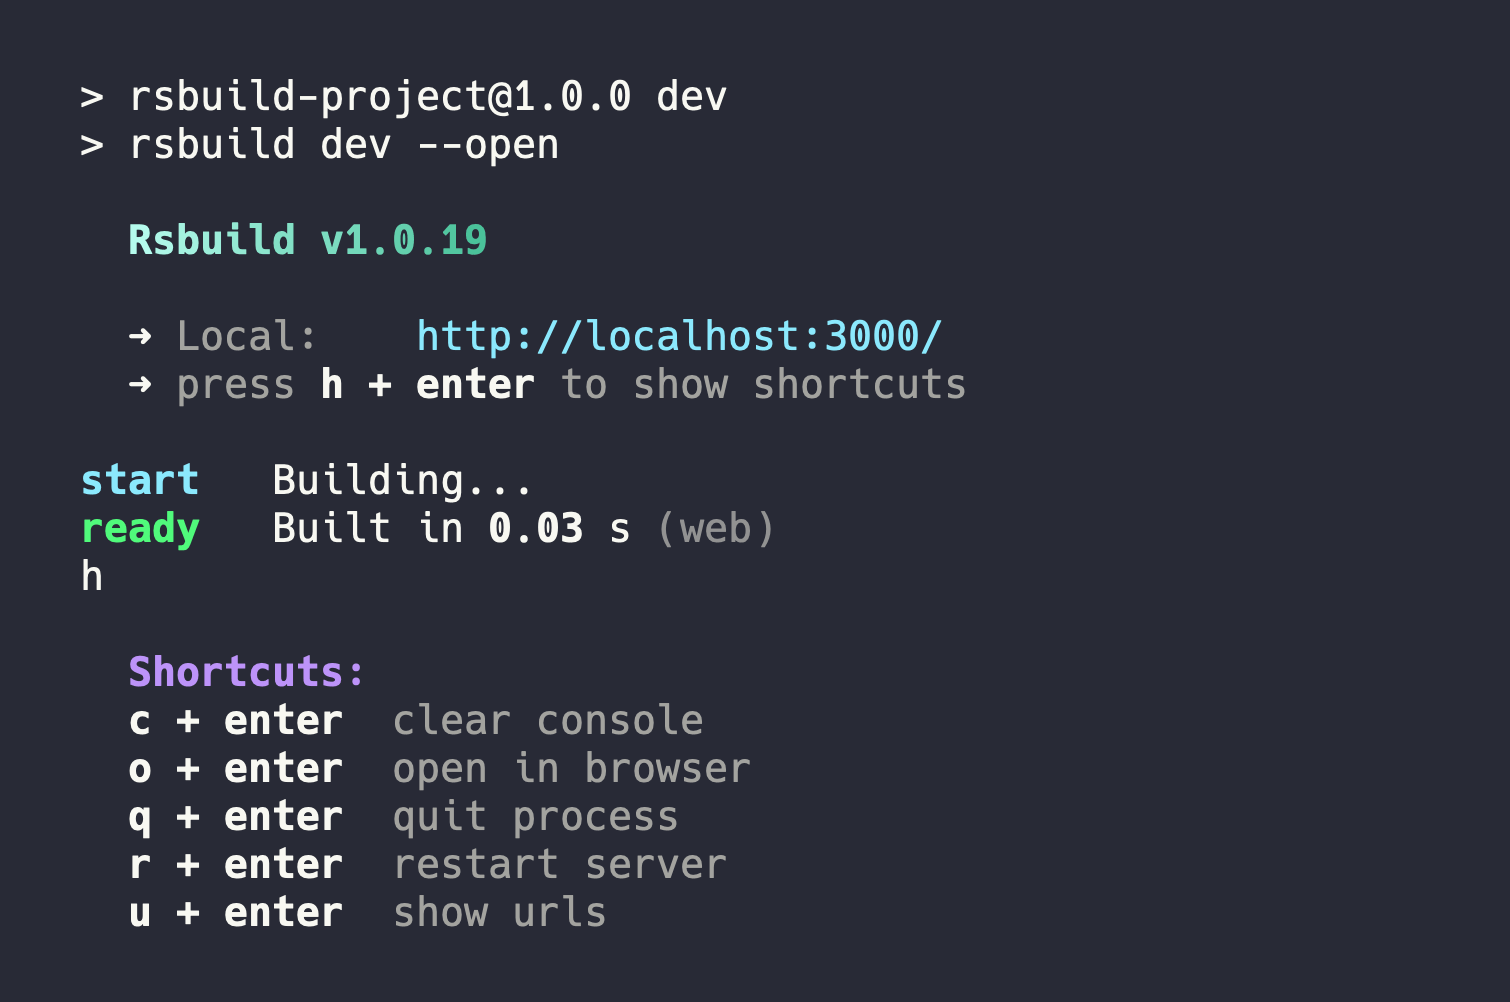 > rsbuild-project@1.0.0 dev
> rsbuild dev --open
Rsbuild v1.0.19
➜ Local:    http://localhost:3000/
➜ press h + enter to show shortcuts
start   Building...
ready   Built in 0.03 s (web)
h
Shortcuts:
c + enter  clear console
o + enter  open in browser
q + enter  quit process
r + enter  restart server
u + enter  show urls